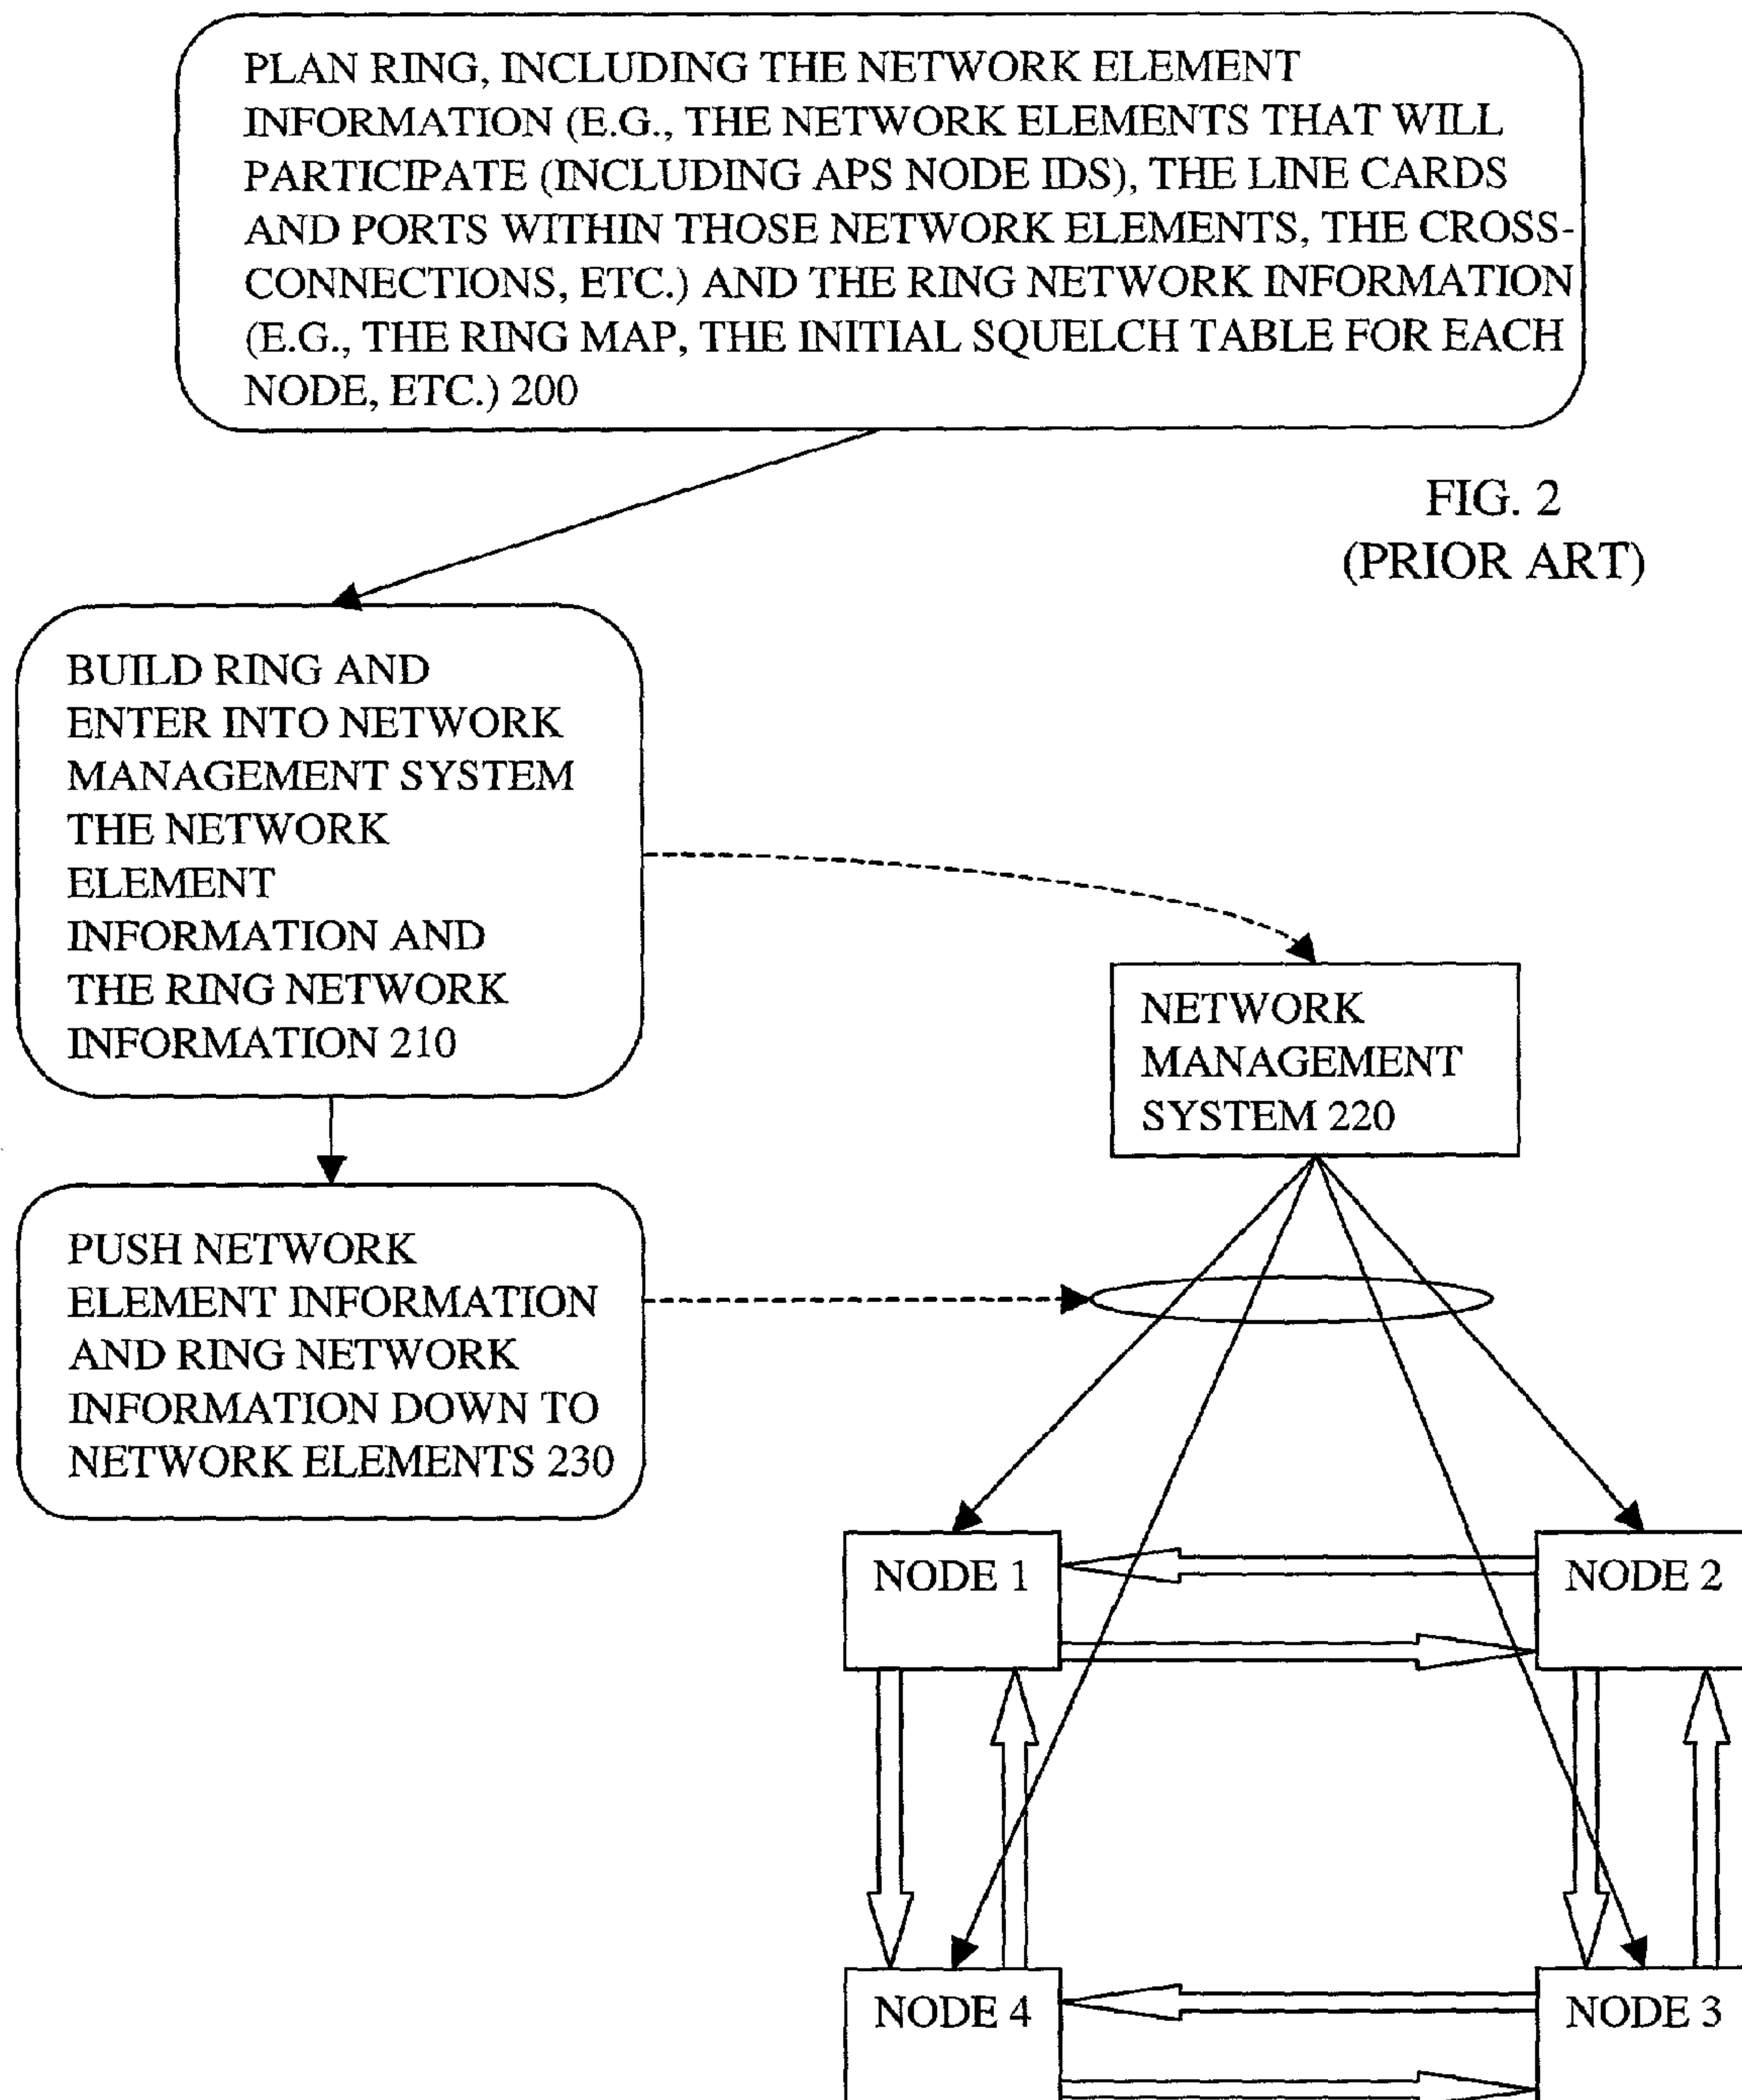 PLAN RING, INCLUDING THE NETWORK ELEMENT
INFORMATION (E.G., THE NETWORK ELEMENTS THAT WILL
PARTICIPATE (INCLUDING APS NODE IDS), THE LINE CARDS
AND PORTS WITHIN THOSE NETWORK ELEMENTS, THE CROSS-
CONNECTIONS, ETC.) AND THE RING NETWORK INFORMATION
(E.G., THE RING MAP, THE INITIAL SQUELCH TABLE FOR EACH
NODE, ETC.) 200
FIG. 2
(PRIOR ART)
BUILD RING AND
ENTER INTO NETWORK
MANAGEMENT SYSTEM
THE NETWORK
ELEMENT
INFORMATION AND
THE RING NETWORK
INFORMATION 210
NETWORK
MANAGEMENT
SYSTEM 220
PUSH NETWORK
ELEMENT INFORMATION
AND RING NETWORK
INFORMATION DOWN TO
NETWORK ELEMENTS 230
NODE 1
NODE 2
NODE 4
NODE 3